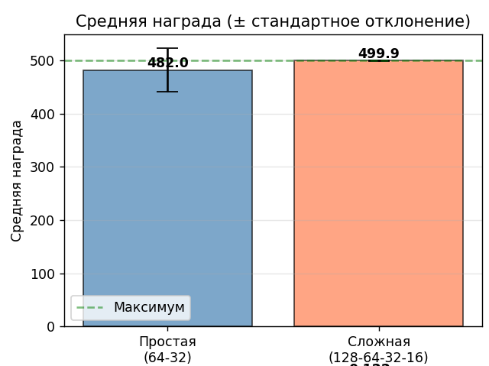 Средняя награда (± стандартное отклонение)
500
400
300
200
100
0
Средняя награда
482.0
499.9
Максимум
Простая
(64-32)
Сложная
(128-64-32-16)